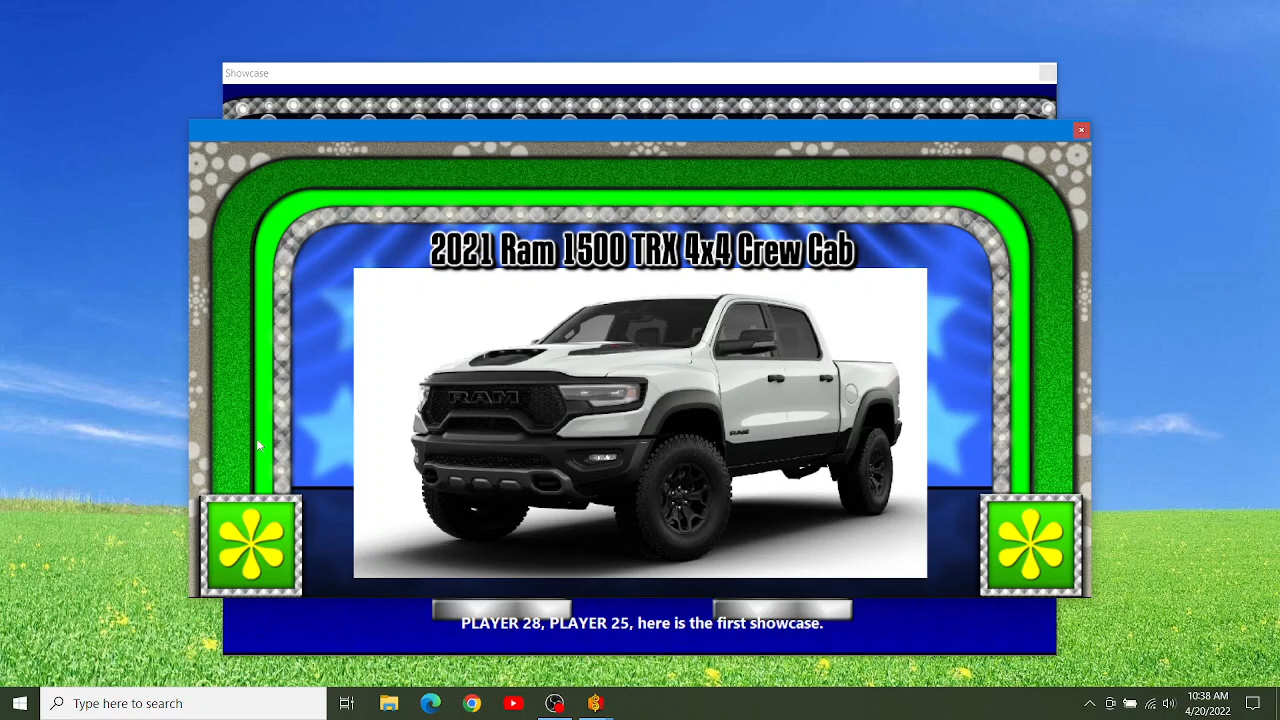 Showcase
2021 Ram 1500 TRX 4x4 Crew Cab
RAM
RAM
PLAYER 28, PLAYER 25, here is the first showcase.
Type here to search
10:38 AM
4/20/2022